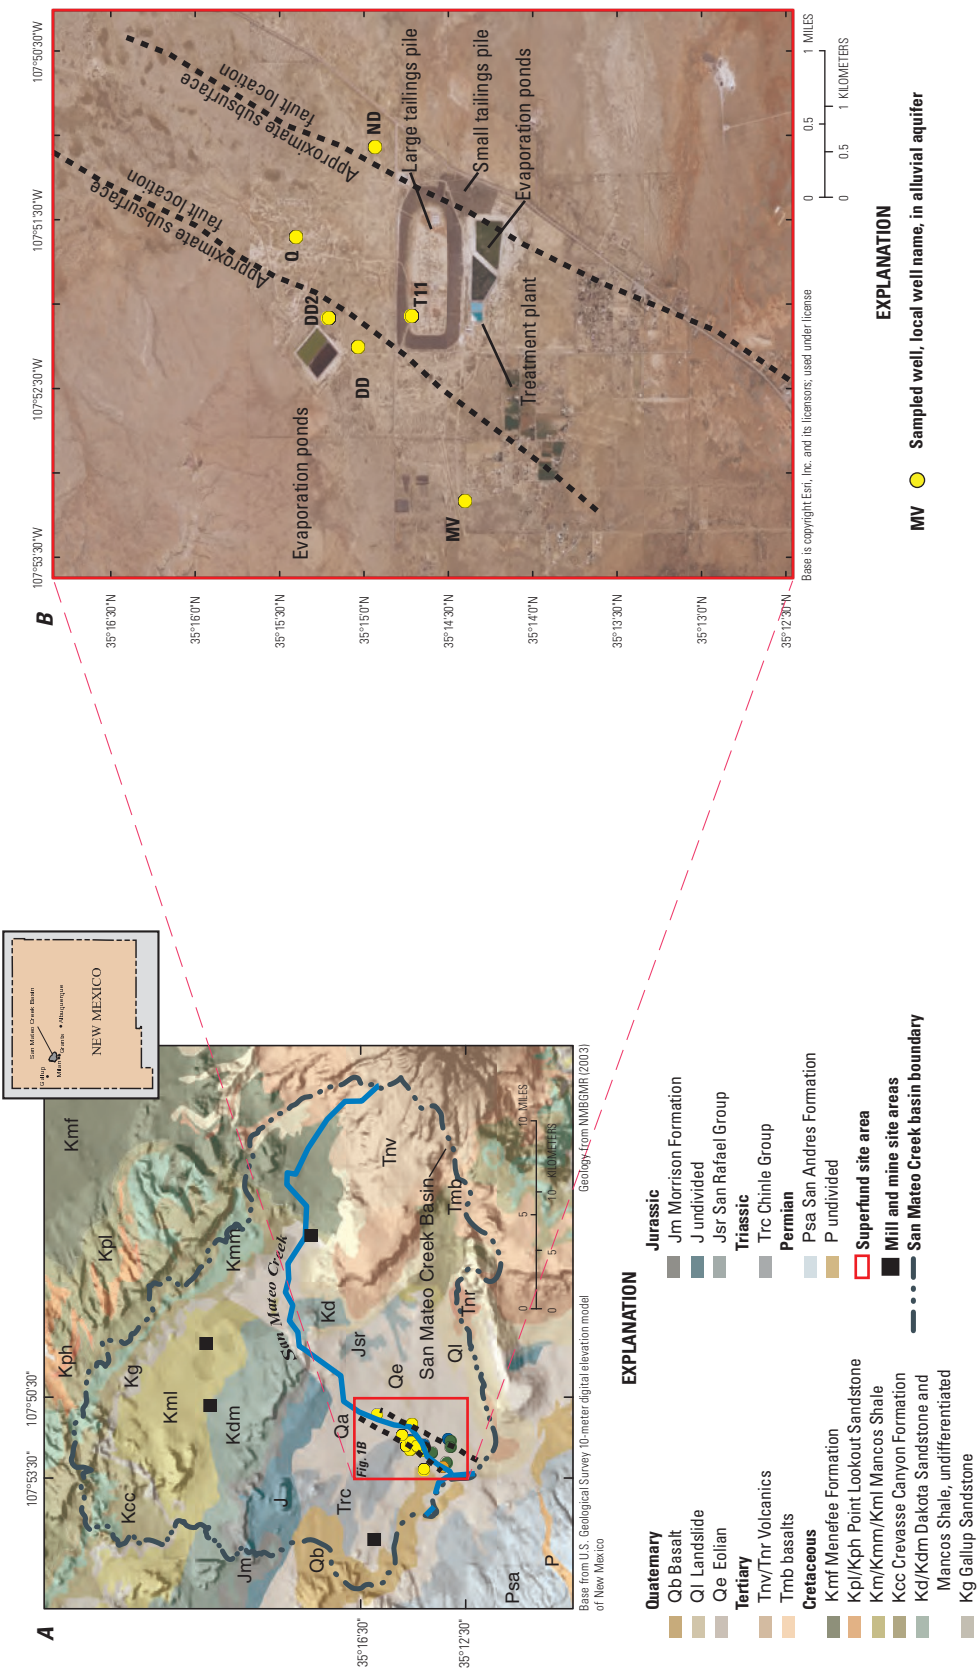 A
107°53'30"
107°50'30"
35°16'30"
35°12'30"
Kmf
Kpl
Kph
Kmm
Kg
Kml
Kdm
Kcc
J
Jm
Qb
Trc
Qa
Qe
Jsr
Kd
Ql
Tnr
Tmb
Tnv
Psa
P
San Mateo Creek
San Mateo Creek Basin
Fig. 1B
0 5 10 MILES
0 5 10 KILOMETERS
Base from U.S. Geological Survey 10-meter digital elevation model
of New Mexico
Geology from NMBGMR (2003)
San Mateo Creek Basin
Gallup
Milan
Grants
Albuquerque
NEW MEXICO
EXPLANATION
Quaternary
Qb Basalt
Ql Landslide
Qe Eolian
Tertiary
Tnv/Tnr Volcanics
Tmb basalts
Cretaceous
Kmf Menefee Formation
Kpl/Kph Point Lookout Sandstone
Km/Kmm/Kml Mancos Shale
Kcc Crevasse Canyon Formation
Kd/Kdm Dakota Sandstone and
Mancos Shale, undifferentiated
Kg Gallup Sandstone
Jurassic
Jm Morrison Formation
J undivided
Jsr San Rafael Group
Triassic
Trc Chinle Group
Permian
Psa San Andres Formation
P undivided
Superfund site area
Mill and mine site areas
San Mateo Creek basin boundary
B
107°53'30"W
107°52'30"W
107°51'30"W
107°50'30"W
35°16'30"N
35°16'0"N
35°15'30"N
35°15'0"N
35°14'30"N
35°14'0"N
35°13'30"N
35°13'0"N
35°12'30"N
Approximate subsurface
fault location
Approximate subsurface
fault location
Evaporation ponds
DD2
DD
Q
ND
T11
MV
Large tailings pile
Small tailings pile
Evaporation ponds
Treatment plant
Base is copyright Esri, Inc. and its licensors; used under license
0 0.5 1 MILES
0 0.5 1 KILOMETERS
EXPLANATION
MV Sampled well, local well name, in alluvial aquifer